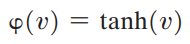 φ(v) = tanh(v)